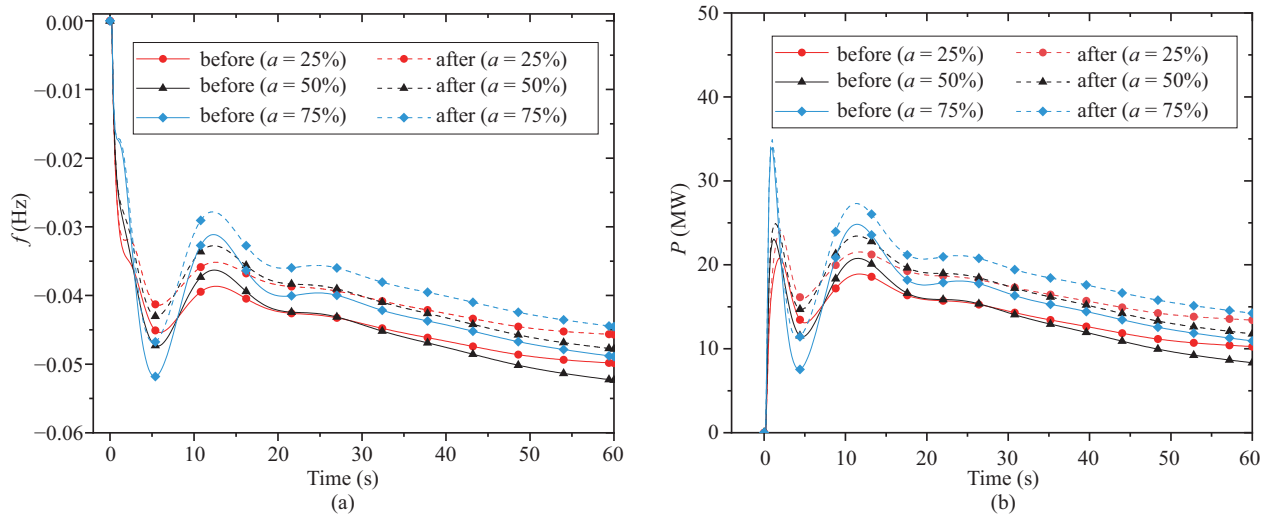 0.00
−0.01
−0.02
−0.03
−0.04
−0.05
−0.06
f (Hz)
before (a = 25%) after (a = 25%)
before (a = 50%) after (a = 50%)
before (a = 75%) after (a = 75%)
0 10 20 30 40 50 60
Time (s)
(a)
50
40
30
20
10
0
P (MW)
before (a = 25%) after (a = 25%)
before (a = 50%) after (a = 50%)
before (a = 75%) after (a = 75%)
0 10 20 30 40 50 60
Time (s)
(b)